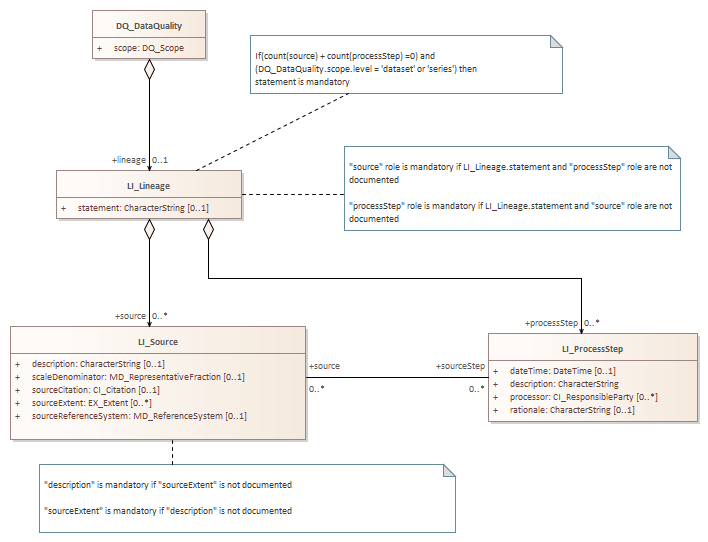 DQ_DataQuality
+ scope: DQ_Scope
If(count(source) + count(processStep) =0) and
(DQ_DataQuality.scope.level = 'dataset' or 'series') then
statement is mandatory
+lineage 0..1
LI_Lineage
+ statement: CharacterString [0..1]
"source" role is mandatory if LI_Lineage.statement and "processStep" role are not
documented
"processStep" role is mandatory if LI_Lineage.statement and "source" role are not
documented
+source 0..*
+processStep 0..*
LI_Source
+ description: CharacterString [0..1]
+ scaleDenominator: MD_RepresentativeFraction [0..1]
+ sourceCitation: CI_Citation [0..1]
+ sourceExtent: EX_Extent [0..*]
+ sourceReferenceSystem: MD_ReferenceSystem [0..1]
+source
0..*
+sourceStep
0..*
LI_ProcessStep
+ dateTime: DateTime [0..1]
+ description: CharacterString
+ processor: CI_ResponsibleParty [0..*]
+ rationale: CharacterString [0..1]
"description" is mandatory if "sourceExtent" is not documented
"sourceExtent" is mandatory if "description" is not documented